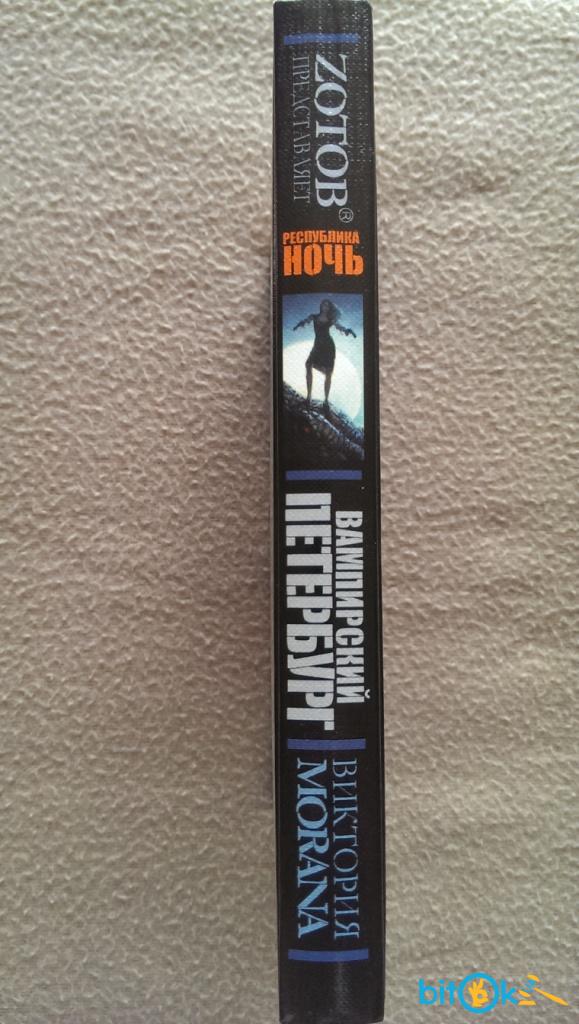 ZOTOB®
ПРЕДСТАВЛЯЕТ
РЕСПУБЛИКА
НОЧЬ
ВАМПИРСКИЙ
ПЕТЕРБУРГ
ВИКТОРИЯ
MORANA
bitOk